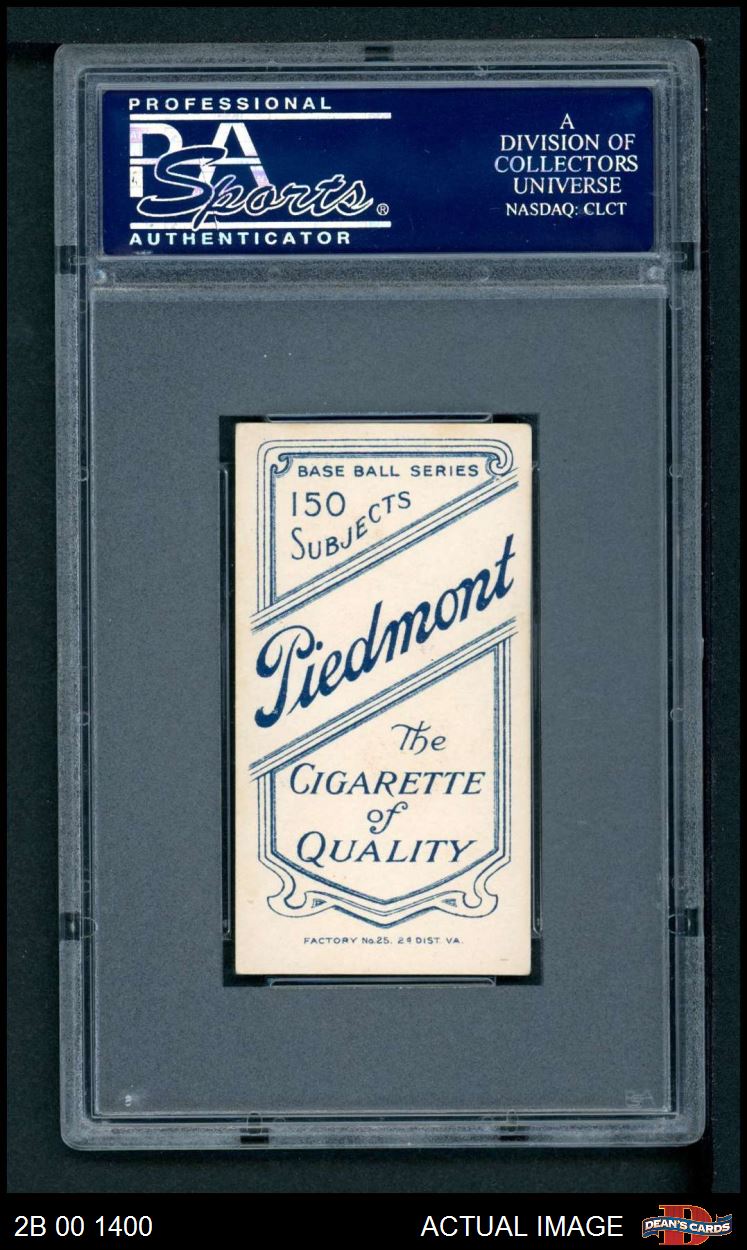 PROFESSIONAL
PSA
Sports®
AUTHENTICATOR
A
DIVISION OF
COLLECTORS
UNIVERSE
NASDAQ: CLCT
BASE BALL SERIES
150
SUBJECTS
Piedmont
The
CIGARETTE
of
QUALITY
FACTORY No. 25, 2d DIST. VA.
2B 00 1400
ACTUAL IMAGE
DEAN'S CARDS